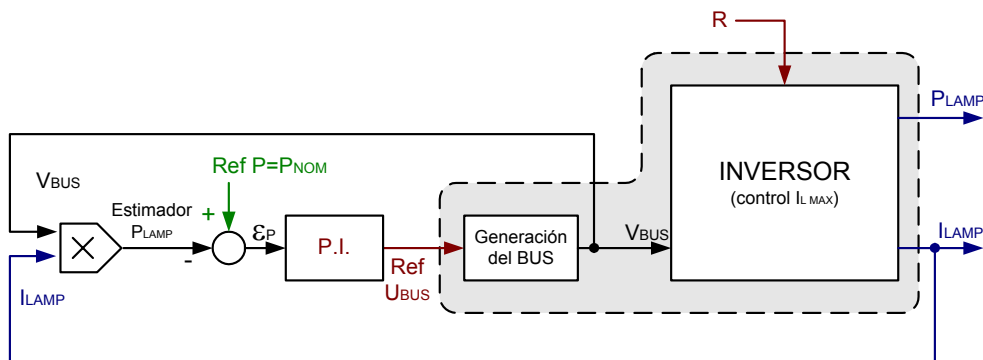 R
PLAMP
Ref P=PNOM
VBUS
INVERSOR
(control IL MAX)
Estimador
PLAMP
+
-
εP
P.I.
Generación
del BUS
VBUS
ILAMP
Ref
UBUS
ILAMP
×